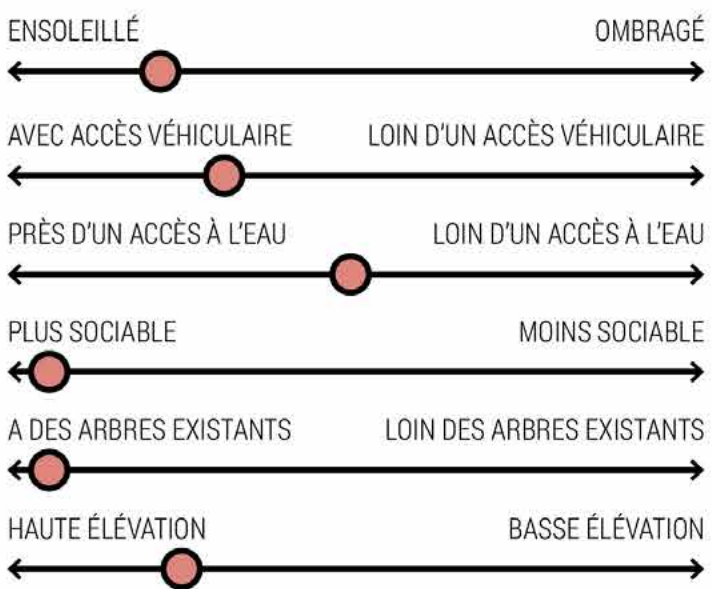 ENSOLEILLÉ OMBRAGÉ
AVEC ACCÈS VÉHICULAIRE LOIN D'UN ACCÈS VÉHICULAIRE
PRÈS D'UN ACCÈS À L'EAU LOIN D'UN ACCÈS À L'EAU
PLUS SOCIABLE MOINS SOCIABLE
A DES ARBRES EXISTANTS LOIN DES ARBRES EXISTANTS
HAUTE ÉLÉVATION BASSE ÉLÉVATION